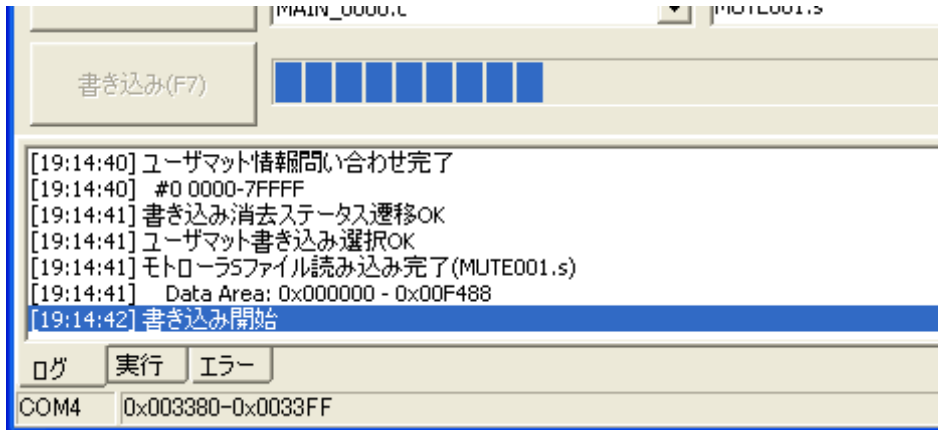 MAIN_0000.c MUTE001.s
書き込み(F7)
[19:14:40] ユーザマット情報問い合わせ完了
[19:14:40] #0 0000-7FFFF
[19:14:41] 書き込み消去ステータス遷移OK
[19:14:41] ユーザマット書き込み選択OK
[19:14:41] モトローラSファイル読み込み完了(MUTE001.s)
[19:14:41] Data Area: 0x000000 - 0x00F488
[19:14:42] 書き込み開始
ログ 実行 エラー
COM4 0x003380-0x0033FF